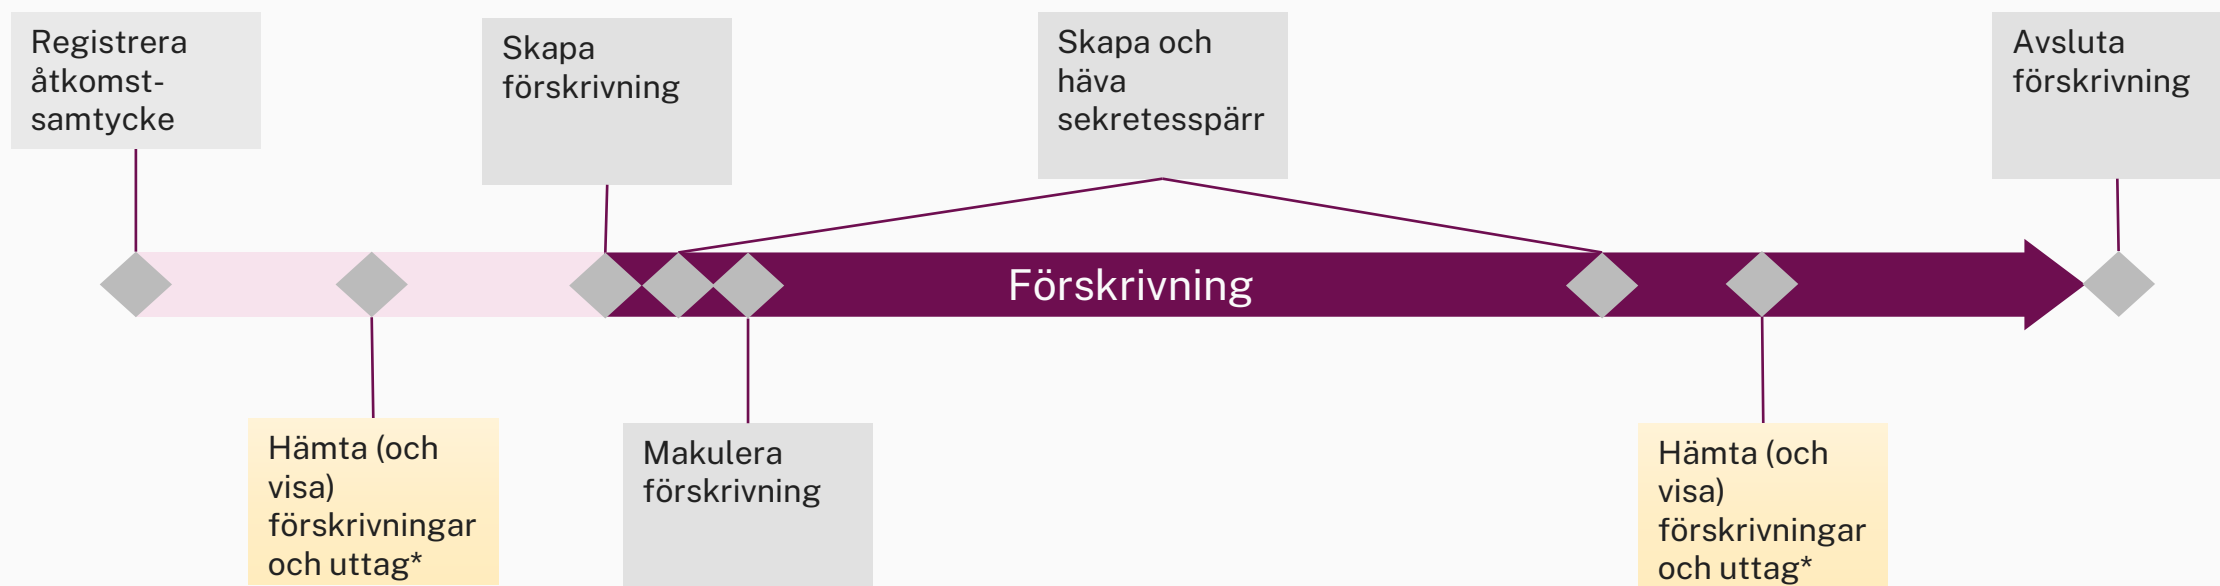 Registrera
åtkomst-
samtycke
Skapa
förskrivning
Skapa och
häva
sekretesspärr
Avsluta
förskrivning
Förskrivning
Hämta (och
visa)
förskrivningar
och uttag*
Makulera
förskrivning
Hämta (och
visa)
förskrivningar
och uttag*